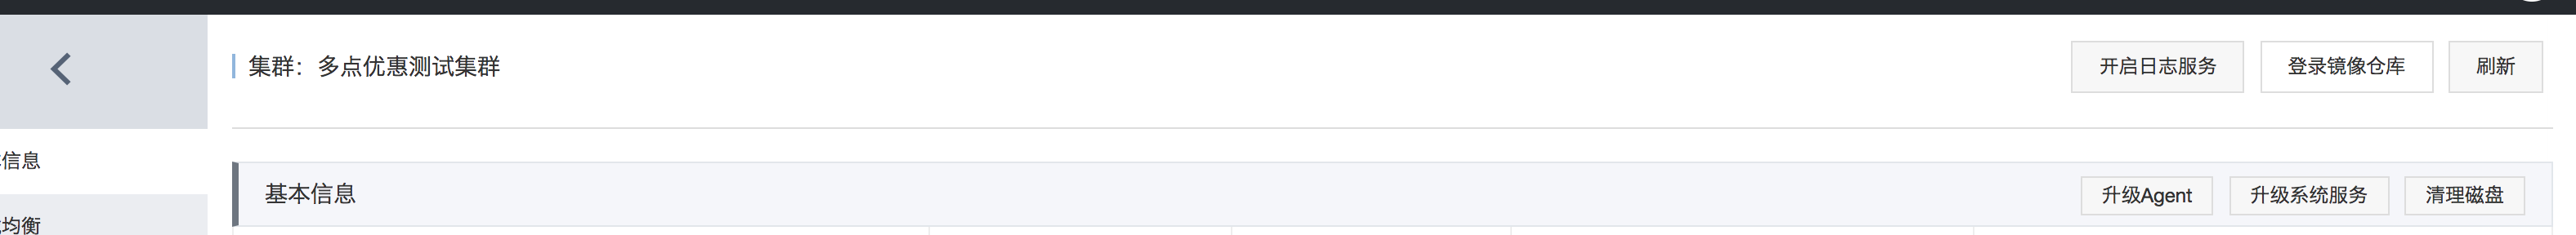 集群：多点优惠测试集群
开启日志服务
登录镜像仓库
刷新
信息
基本信息
升级Agent
升级系统服务
清理磁盘
均衡